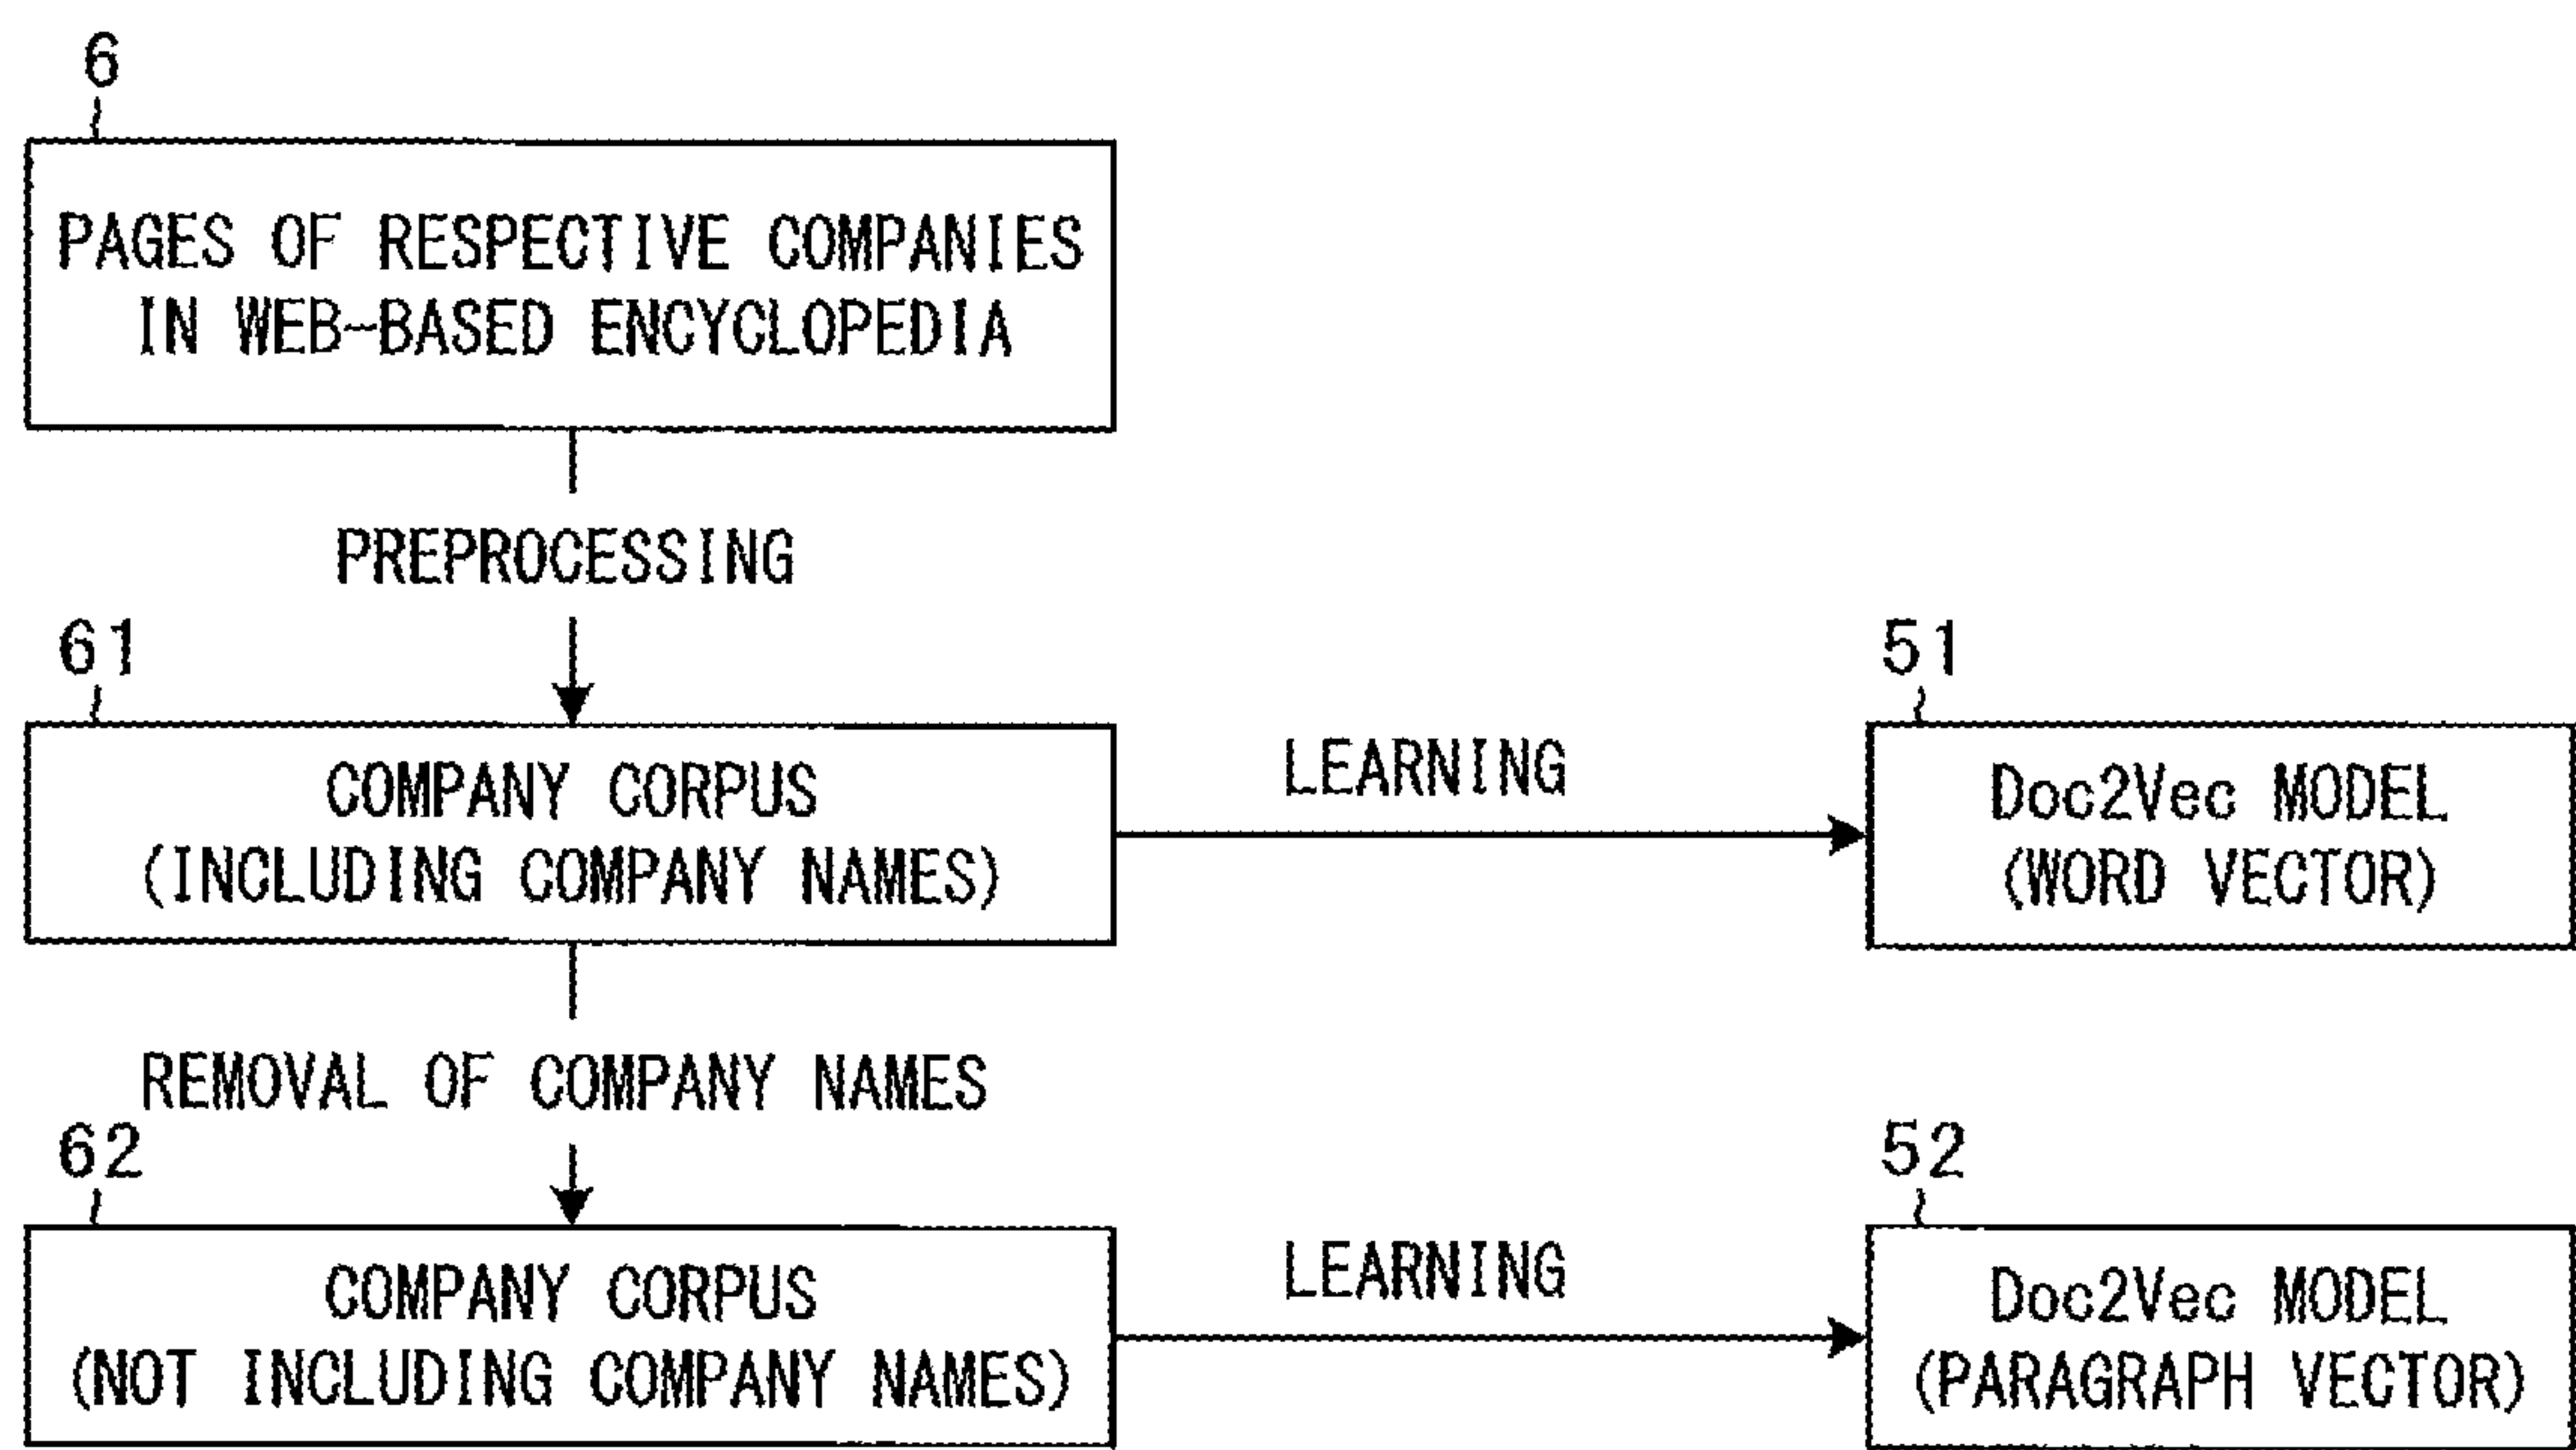 6
PAGES OF RESPECTIVE COMPANIES
IN WEB-BASED ENCYCLOPEDIA
PREPROCESSING
61
COMPANY CORPUS
(INCLUDING COMPANY NAMES)
LEARNING
51
Doc2Vec MODEL
(WORD VECTOR)
REMOVAL OF COMPANY NAMES
62
COMPANY CORPUS
(NOT INCLUDING COMPANY NAMES)
LEARNING
52
Doc2Vec MODEL
(PARAGRAPH VECTOR)